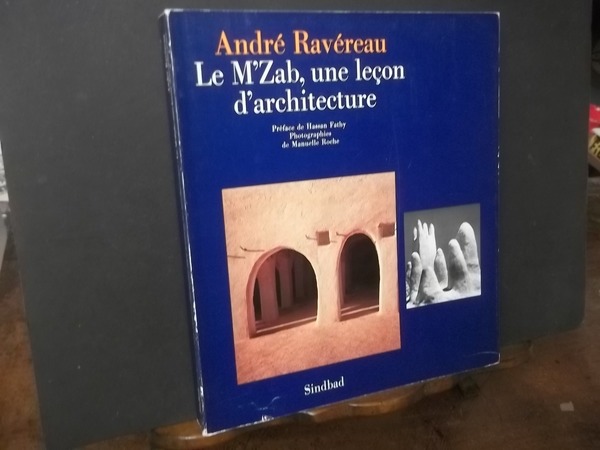 André Ravéreau
Le M'Zab, une leçon
d'architecture
Préface de Hassan Fathy
Photographies
de Manuelle Roche
Sindbad